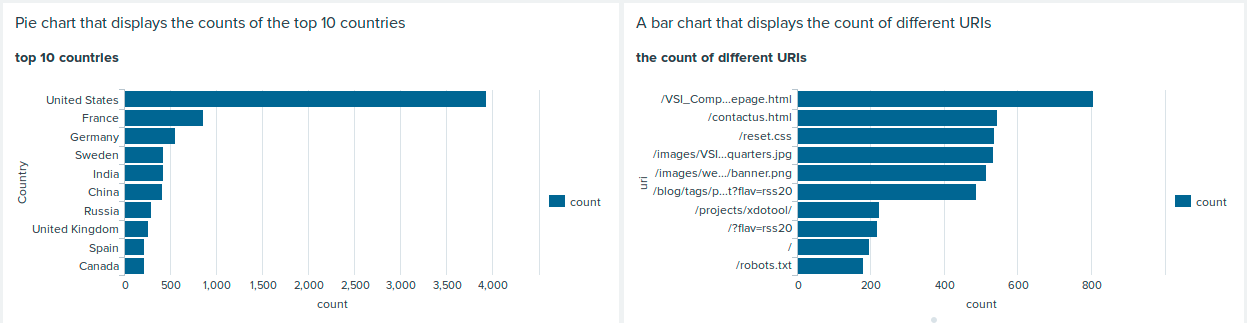 Pie chart that displays the counts of the top 10 countries
top 10 countries
United States
France
Germany
Sweden
India
China
Russia
United Kingdom
Spain
Canada
Country
0 500 1,000 1,500 2,000 2,500 3,000 3,500 4,000
count
count
A bar chart that displays the count of different URIs
the count of different URIs
/VSI_Comp...epage.html
/contactus.html
/reset.css
/images/VSI...quarters.jpg
/images/we.../banner.png
/blog/tags/p...t?flav=rss20
/projects/xdotool/
/?flav=rss20
/
/robots.txt
uri
0 200 400 600 800
count
count